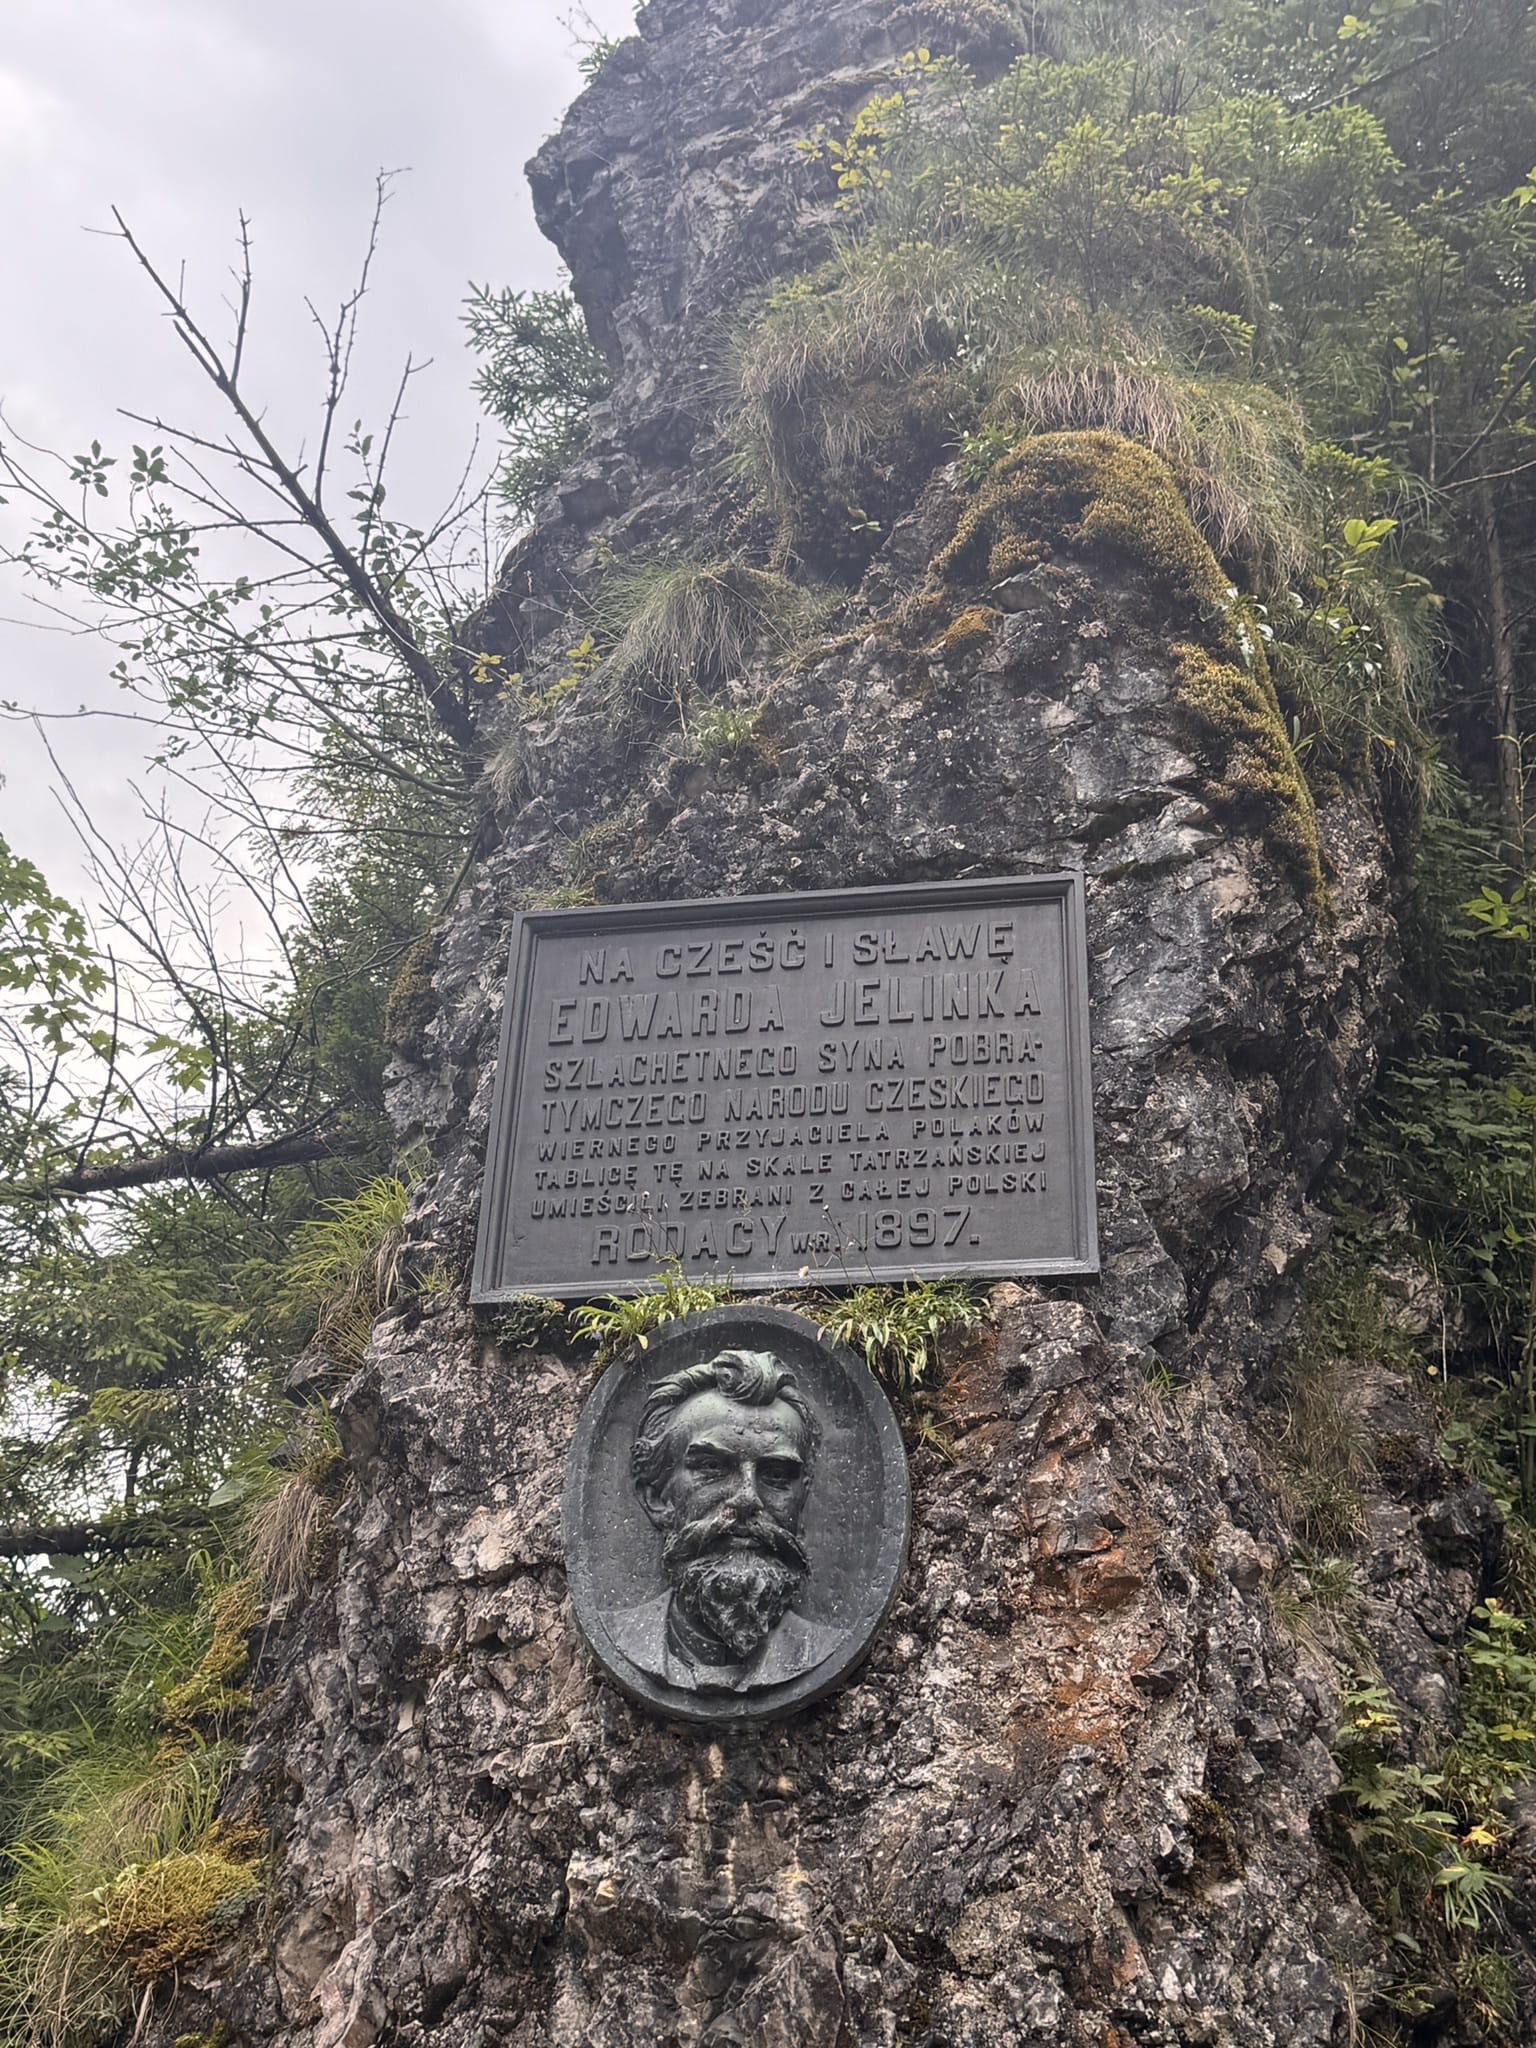 NA CZEŚĆ I SŁAWĘ
EDWARDA JELINKA
SZLACHETNEGO SYNA POBRA-
TYMCZEGO NARODU CZESKIEGO
WIERNEGO PRZYJACIELA POLAKÓW
TABLICĘ TĘ NA SKALE TATRZAŃSKIEJ
UMIEŚCILI ZEBRANI Z CAŁEJ POLSKI
RODACY W R. 1897.